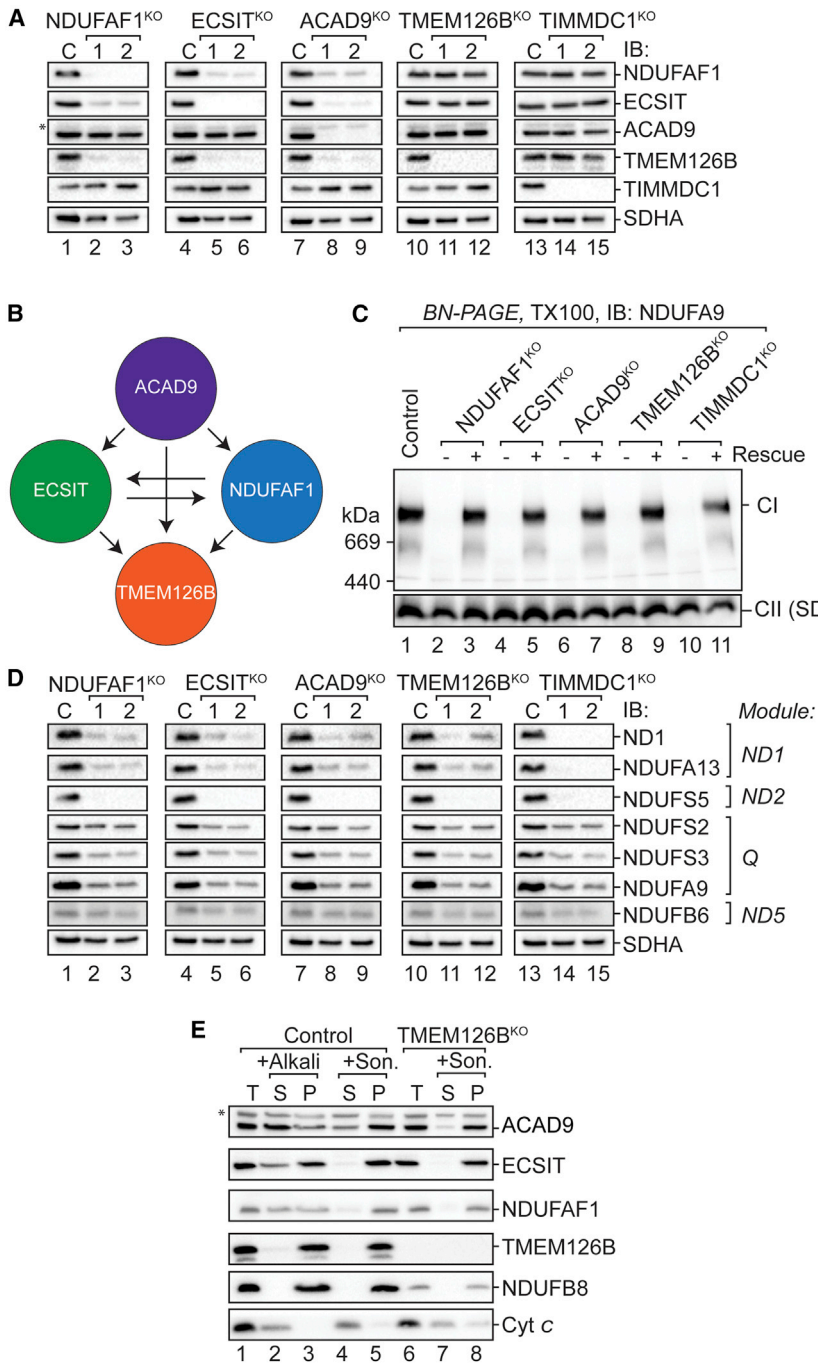 A
NDUFAF1KO ECSITKO ACAD9KO TMEM126BKO TIMMDC1KO
C 1 2 C 1 2 C 1 2 C 1 2 C 1 2 IB:
NDUFAF1
ECSIT
* ACAD9
TMEM126B
TIMMDC1
SDHA
1 2 3 4 5 6 7 8 9 10 11 12 13 14 15
B
ACAD9
ECSIT
NDUFAF1
TMEM126B
C
BN-PAGE, TX100, IB: NDUFA9
Control NDUFAF1KO ECSITKO ACAD9KO TMEM126BKO TIMMDC1KO
- + - + - + - + - + Rescue
kDa
669
440
CI
CII (SD
1 2 3 4 5 6 7 8 9 10 11
D
NDUFAF1KO ECSITKO ACAD9KO TMEM126BKO TIMMDC1KO
C 1 2 C 1 2 C 1 2 C 1 2 C 1 2 IB: Module:
ND1
NDUFA13
ND1
NDUFS5 ND2
NDUFS2
NDUFS3
NDUFA9
Q
NDUFB6 ND5
SDHA
1 2 3 4 5 6 7 8 9 10 11 12 13 14 15
E
Control TMEM126BKO
+Alkali +Son. +Son.
T S P S P T S P
* ACAD9
ECSIT
NDUFAF1
TMEM126B
NDUFB8
Cyt c
1 2 3 4 5 6 7 8